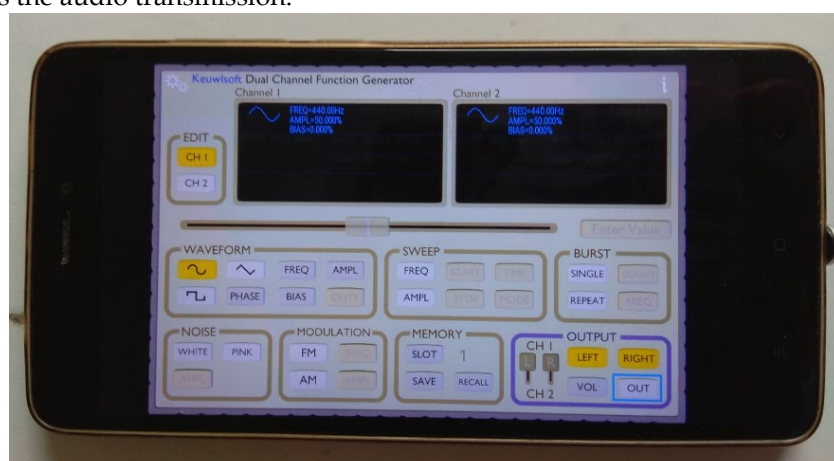 s the audio transmission.
Keuwlsoft Dual Channel Function Generator
i
Channel 1
Channel 2
FREQ=440.00Hz
AMPL=50.000%
BIAS=0.000%
FREQ=440.00Hz
AMPL=50.000%
BIAS=0.000%
EDIT
CH 1
CH 2
Enter Value
WAVEFORM
FREQ AMPL
PHASE BIAS DUTY
SWEEP
FREQ START TIME
AMPL STOP MODE
BURST
SINGLE COUNT
REPEAT FREQ
NOISE
WHITE PINK
AMPL
MODULATION
FM FREQ
AM AMPL
MEMORY
SLOT 1
SAVE RECALL
OUTPUT
CH 1
L R
CH 2
LEFT RIGHT
VOL OUT